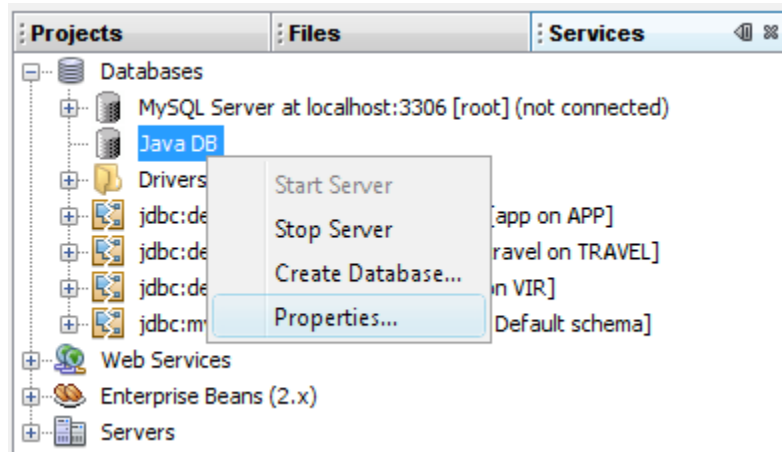 Projects Files Services
Databases
MySQL Server at localhost:3306 [root] (not connected)
Java DB
Drivers
Start Server
jdbc:de [app on APP]
Stop Server
jdbc:de ravel on TRAVEL]
Create Database...
jdbc:de on VIR]
Properties...
jdbc:my Default schema]
Web Services
Enterprise Beans (2.x)
Servers